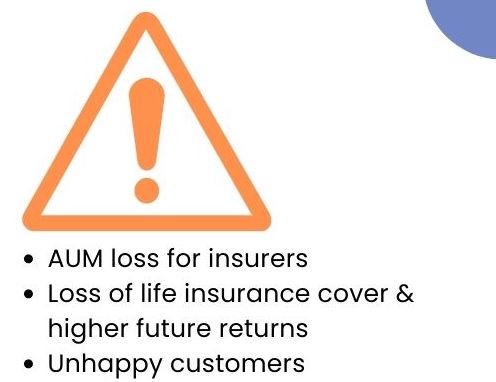 • AUM loss for insurers
• Loss of life insurance cover &
higher future returns
• Unhappy customers